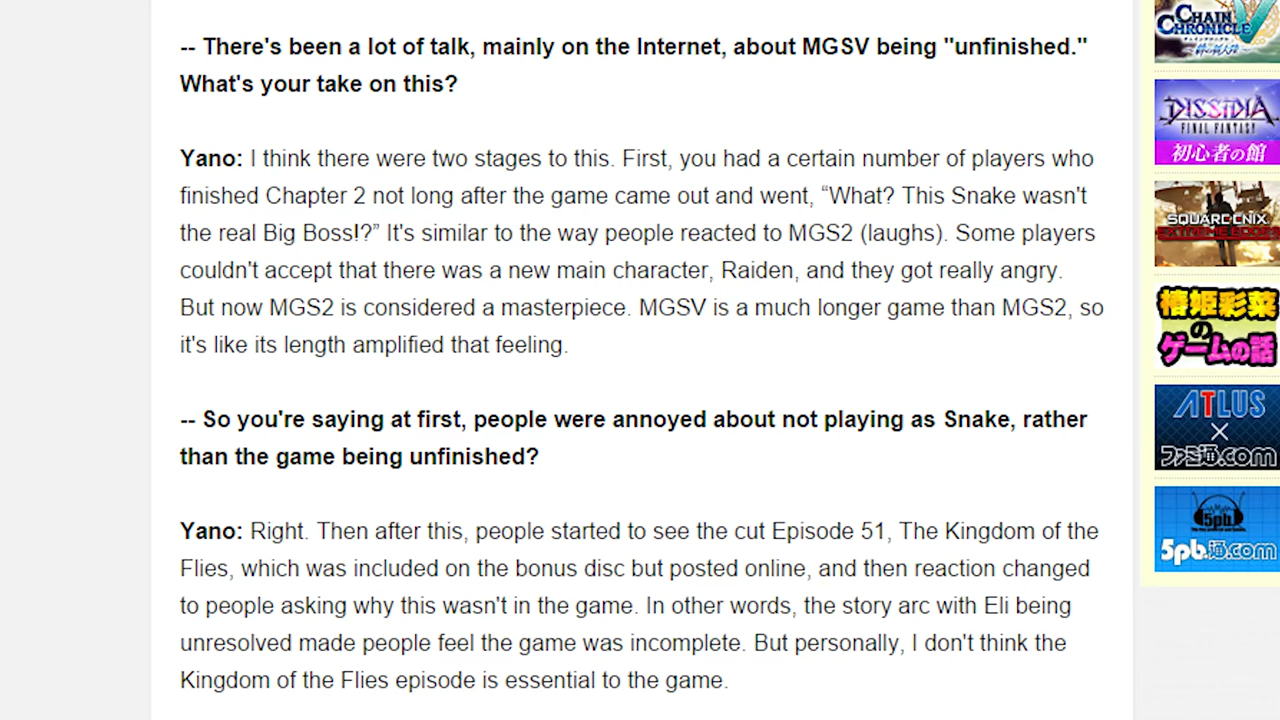 -- There's been a lot of talk, mainly on the Internet, about MGSV being "unfinished."
What's your take on this?
Yano: I think there were two stages to this. First, you had a certain number of players who
finished Chapter 2 not long after the game came out and went, “What? This Snake wasn't
the real Big Boss!?” It's similar to the way people reacted to MGS2 (laughs). Some players
couldn't accept that there was a new main character, Raiden, and they got really angry.
But now MGS2 is considered a masterpiece. MGSV is a much longer game than MGS2, so
it's like its length amplified that feeling.
-- So you're saying at first, people were annoyed about not playing as Snake, rather
than the game being unfinished?
Yano: Right. Then after this, people started to see the cut Episode 51, The Kingdom of the
Flies, which was included on the bonus disc but posted online, and then reaction changed
to people asking why this wasn't in the game. In other words, the story arc with Eli being
unresolved made people feel the game was incomplete. But personally, I don't think the
Kingdom of the Flies episode is essential to the game.
CHAIN
CHRONICLE V
DISSIDIA
FINAL FANTASY
初心者の館
SQUARE ENIX
EXTREME EDGES
椿姫彩菜
の
ゲームの話
ATLUS
×
ファミ通.com
5pb.
5pb.通.com